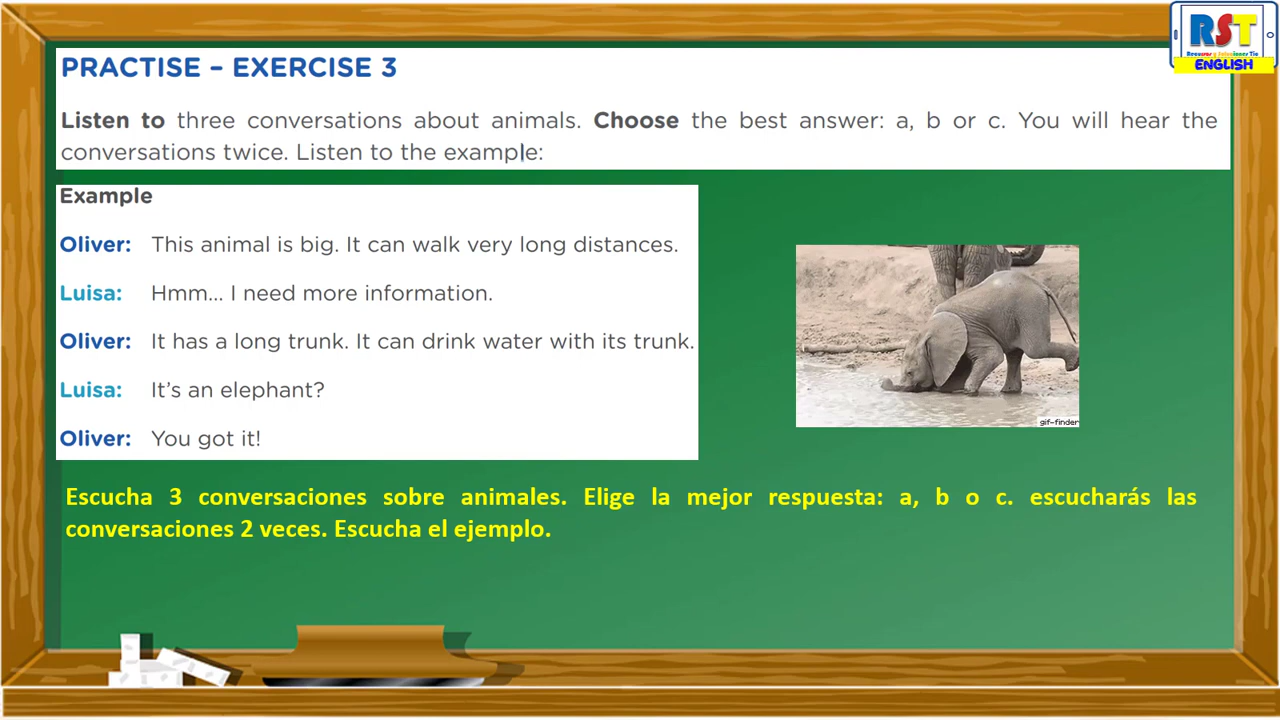 RST
ENGLISH
PRACTISE – EXERCISE 3
Listen to three conversations about animals. Choose the best answer: a, b or c. You will hear the
conversations twice. Listen to the example:
Example
Oliver: This animal is big. It can walk very long distances.
Luisa: Hmm... I need more information.
Oliver: It has a long trunk. It can drink water with its trunk.
Luisa: It's an elephant?
Oliver: You got it!
gif-finder
Escucha 3 conversaciones sobre animales. Elige la mejor respuesta: a, b o c. escucharás las
conversaciones 2 veces. Escucha el ejemplo.